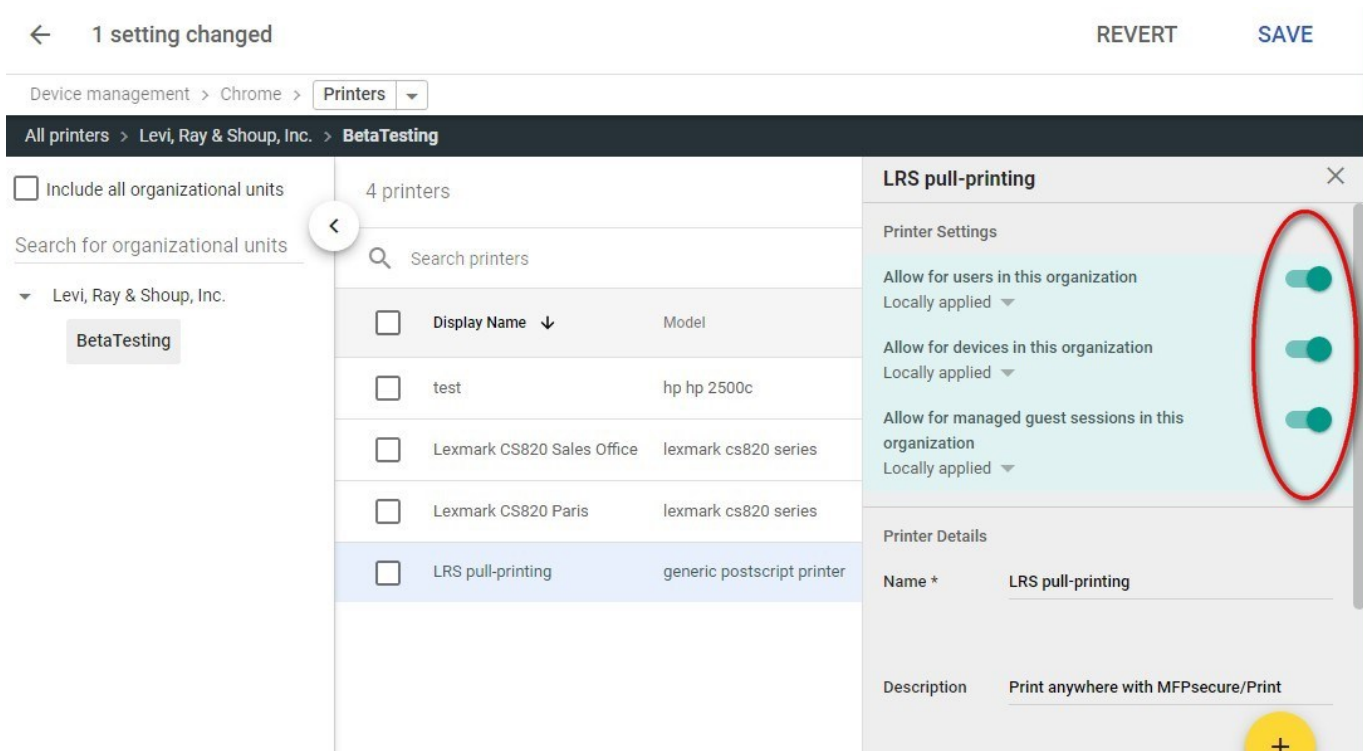 1 setting changed
REVERT
SAVE
Device management > Chrome > Printers
All printers > Levi, Ray & Shoup, Inc. > BetaTesting
Include all organizational units
Search for organizational units
Levi, Ray & Shoup, Inc.
BetaTesting
4 printers
Search printers
Display Name Model
test hp hp 2500c
Lexmark CS820 Sales Office lexmark cs820 series
Lexmark CS820 Paris lexmark cs820 series
LRS pull-printing generic postscript printer
LRS pull-printing
Printer Settings
Allow for users in this organization
Locally applied
Allow for devices in this organization
Locally applied
Allow for managed guest sessions in this
organization
Locally applied
Printer Details
Name * LRS pull-printing
Description Print anywhere with MFPsecure/Print